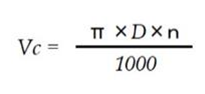 Vc = π × D × n
1000